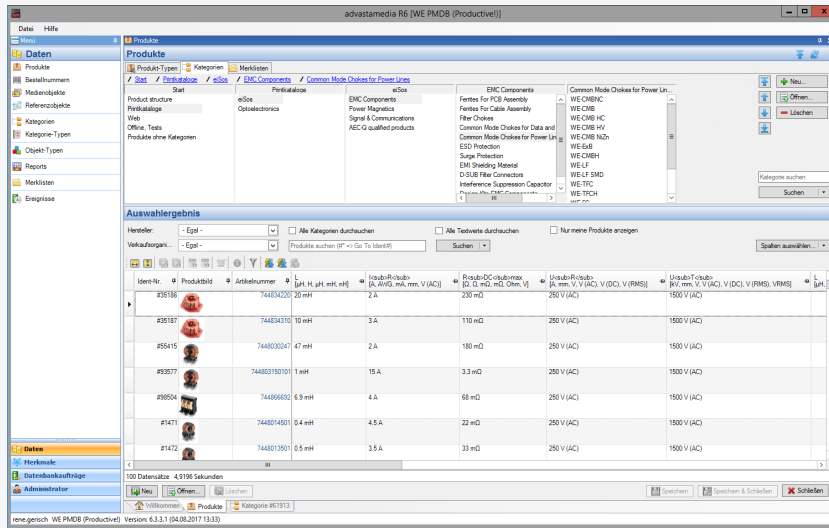 advastamedia R6 [WE PMDB (Productive!)]
Datei Hilfe
Menü
Produkte
Daten
Produkte
Bestellnummern
Medienobjekte
Referenzobjekte
Kategorien
Kategorie-Typen
Objekt-Typen
Reports
Merklisten
Ereignisse
Daten
Merkmale
Datenbankaufträge
Administrator
Produkte
Produkt-Typen Kategorien Merklisten
/ Start / Printkataloge / eiSos / EMC Components / Common Mode Chokes for Power Lines
Start
Product structure
Printkataloge
Web
Offline, Tests
Produkte ohne Kategorien
Printkataloge
eiSos
Optoelectronics
eiSos
EMC Components
Power Magnetics
Signal & Communications
AEC-Q qualified products
EMC Components
Ferrites For PCB Assembly
Ferrites For Cable Assembly
Filter Chokes
Common Mode Chokes for Data and
Common Mode Chokes for Power Lin
ESD Protection
Surge Protection
EMI Shielding Material
D-SUB Filter Connectors
Interference Suppression Capacitor
Design Kits EMC Components
Common Mode Chokes for Power Lin...
WE-CMBNC
WE-CMB
WE-CMB HC
WE-CMB HV
WE-CMB NiZn
WE-ExB
WE-CMBH
WE-LF
WE-LF SMD
WE-TFC
WE-TFCH
WE-FC
Neu...
Öffnen...
Löschen
Kategorie suchen
Suchen
Auswahlergebnis
Hersteller: - Egal - Alle Kategorien durchsuchen Alle Textwerte durchsuchen Nur meine Produkte anzeigen
Verkaufsorgani... - Egal - Produkte suchen (#* => Go To Ident#) Suchen Spalten auswählen...
Ident-Nr. Produktbild Artikelnummer L [µH, H, µH, mH, nH] I<sub>R</sub> [A, AWG, mA, mm, V (AC)] R<sub>DC</sub>max [Ω, Ω, mΩ, mΩ, Ohm, V] U<sub>R</sub> [A, mm, V, V (AC), V (DC), V (RMS)] U<sub>T</sub> [kV, mm, V, V (AC), V (DC), V (RMS), VRMS] L [µH,
#35186 744834220 20 mH 2 A 230 mΩ 250 V (AC) 1500 V (AC)
#35187 744834310 10 mH 3 A 110 mΩ 250 V (AC) 1500 V (AC)
#55415 7448030247 47 mH 2 A 180 mΩ 250 V (AC) 1500 V (AC)
#93577 744803150101 1 mH 15 A 3.3 mΩ 250 V (AC) 1500 V (AC)
#98504 744866692 6.9 mH 4 A 68 mΩ 250 V (AC) 1500 V (AC)
#1471 7448014501 0.4 mH 4.5 A 22 mΩ 250 V (AC) 1500 V (AC)
#1472 7448013501 0.5 mH 3.5 A 33 mΩ 250 V (AC) 1500 V (AC)
100 Datensätze 4,9196 Sekunden
Neu Öffnen... Löschen Speichern Speichern & Schließen Schließen
Willkommen Produkte Kategorie #61913
rene.gerisch WE PMDB (Productive!) Version: 6.3.3.1 (04.08.2017 13:33)